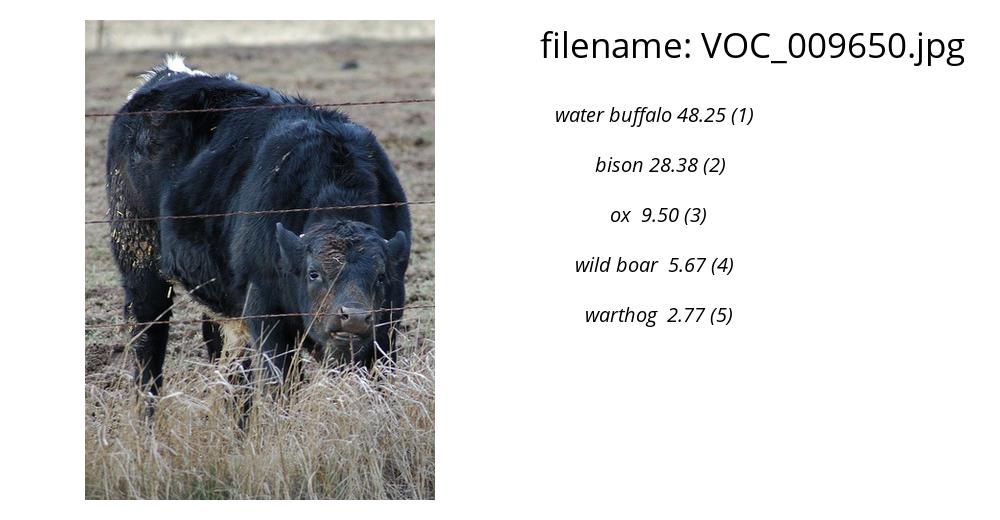 filename: VOC_009650.jpg
water buffalo 48.25 (1)
bison 28.38 (2)
ox 9.50 (3)
wild boar 5.67 (4)
warthog 2.77 (5)